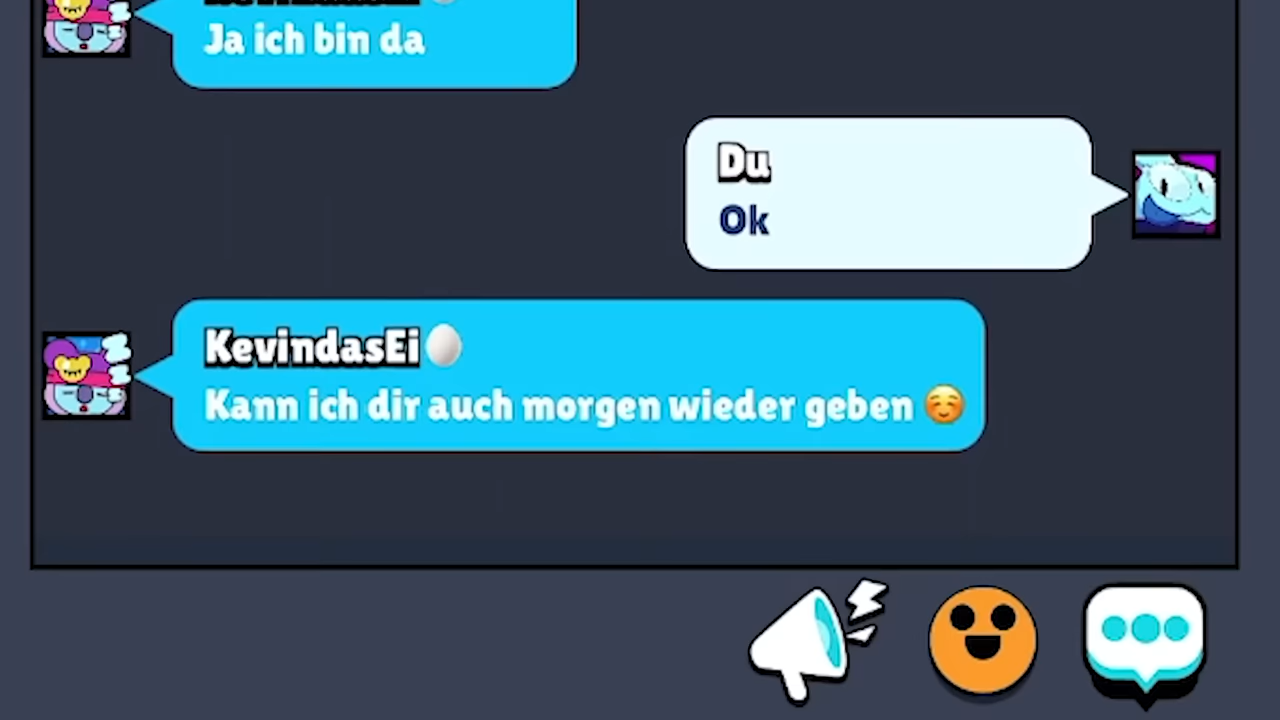 Ja ich bin da
Du
Ok
KevindasEi🥚
Kann ich dir auch morgen wieder geben ☺️